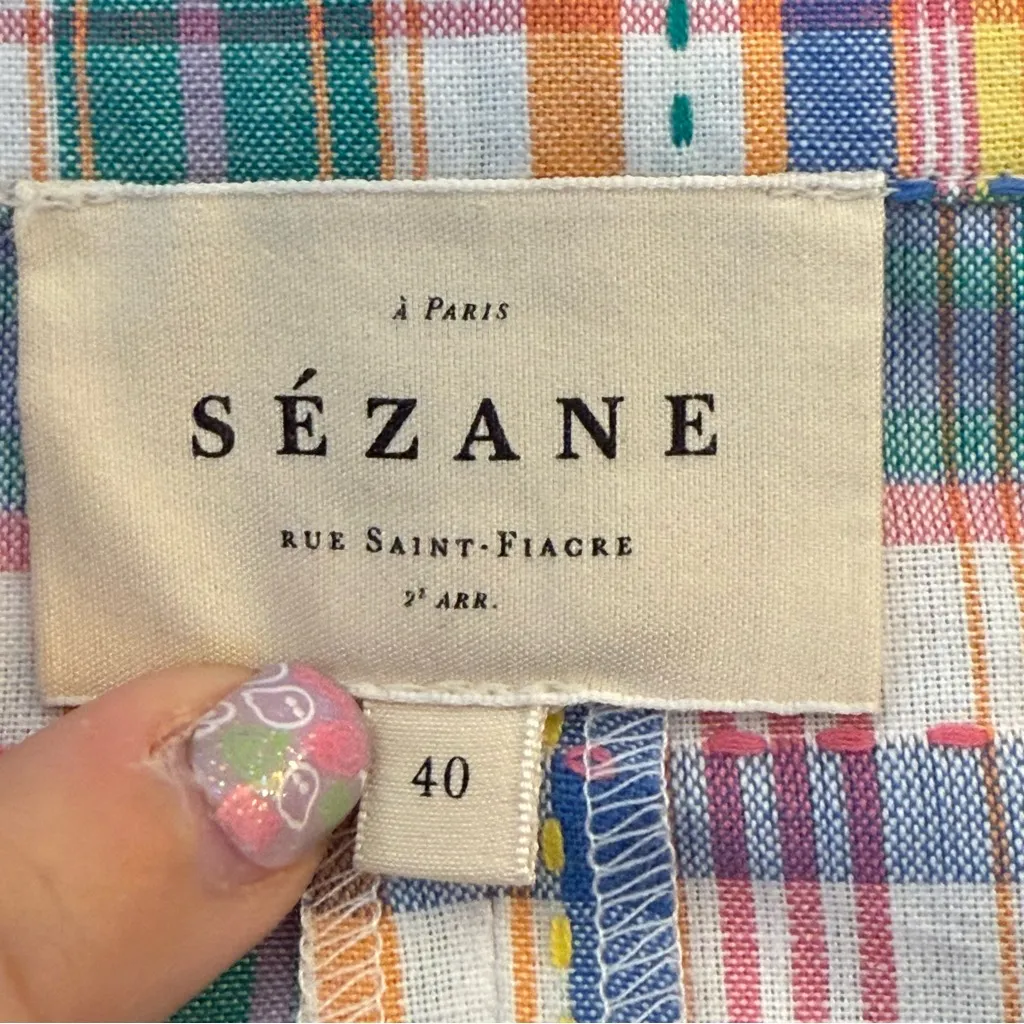 à Paris
SÉZANE
RUE SAINT-FIACRE
2e ARR.
40